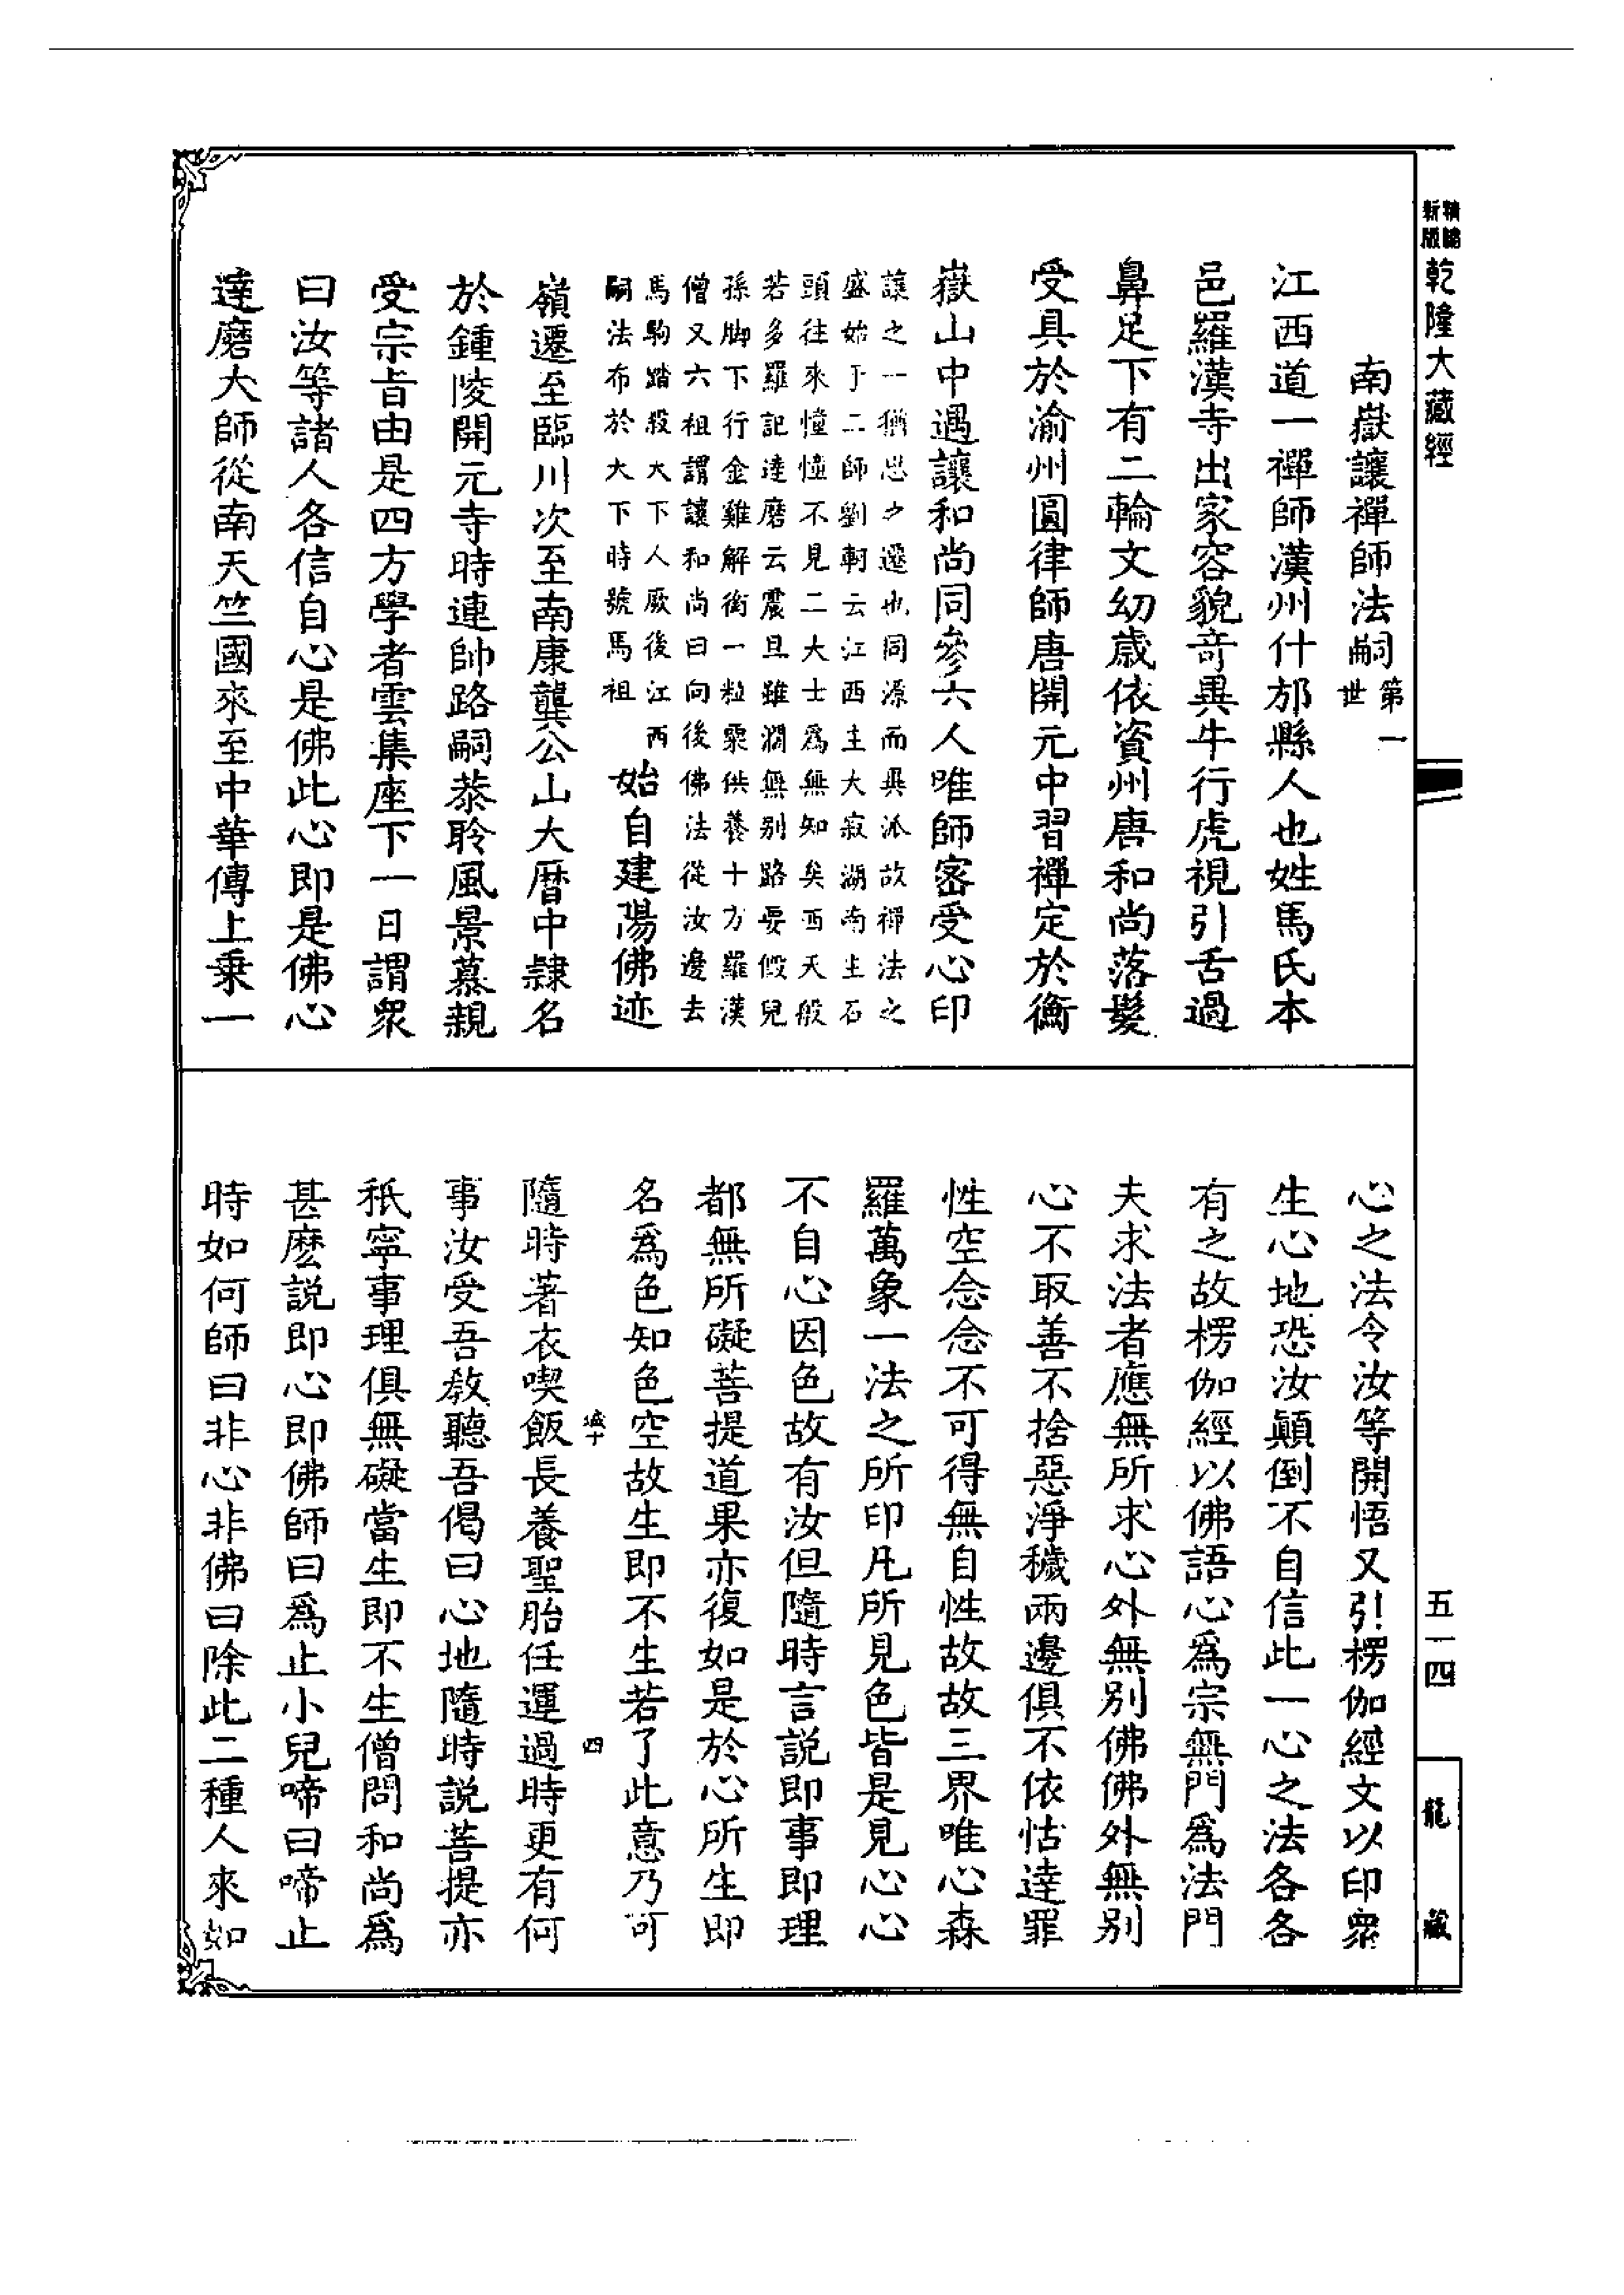 精縮
新版
乾隆大藏經
五一四
龍藏
南嶽讓禪師法嗣第一世
江西道一禪師漢州什邡縣人也姓馬氏本
邑羅漢寺出家容貌奇異牛行虎視引舌過
鼻足下有二輪文幼歲依資州唐和尚落髮
受具於渝州圓律師唐開元中習禪定於衡
嶽山中遇讓和尚同參六人唯師密受心印
讓之一猶思之遷也同源而異派故禪法之
盛始于二師劉軻云江西主大寂湖南主石
頭往來憧憧不見二大士爲無知矣西天般
若多羅記達磨云震旦雖濶無别路要假兒
孫脚下行金雞解銜一粒粟供養十方羅漢
僧又六祖謂讓和尚曰向後佛法從汝邊去
馬駒踏殺天下人厥後江西
嗣法布於天下時號馬祖
始自建陽佛迹
嶺遷至臨川次至南康龔公山大曆中隸名
於鍾陵開元寺時連帥路嗣恭聆風景慕親
受宗旨由是四方學者雲集座下一日謂衆
曰汝等諸人各信自心是佛此心即是佛心
達磨大師從南天竺國來至中華傳上乗一
心之法令汝等開悟又引楞伽經文以印衆
生心地恐汝顛倒不自信此一心之法各各
有之故楞伽經以佛語心爲宗無門爲法門
夫求法者應無所求心外無别佛佛外無别
心不取善不捨惡淨穢兩邊俱不依怙達罪
性空念念不可得無自性故故三界唯心森
羅萬象一法之所印凡所見色皆是見心心
不自心因色故有汝但隨時言説即事即理
都無所礙菩提道果亦復如是於心所生即
名爲色知色空故生即不生若了此意乃可
四
隨時著衣喫飯長養聖胎任運過時更有何
事汝受吾敎聽吾偈曰心地隨時説菩提亦
秖寧事理俱無礙當生即不生僧問和尚爲
甚麽説即心即佛師曰爲止小兒啼曰啼止
時如何師曰非心非佛曰除此二種人來如